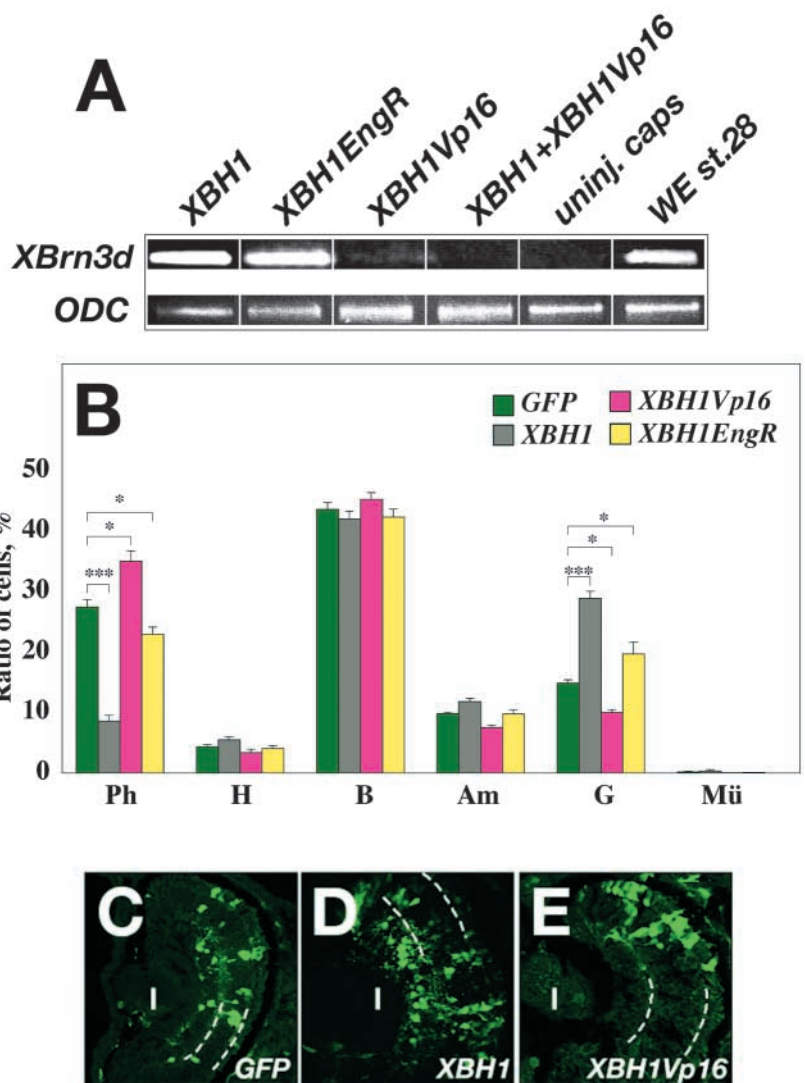 A
XBH1
XBH1EngR
XBH1Vp16
XBH1+XBH1Vp16
uninj. caps
WE st.28
XBrn3d
ODC
B
GFP
XBH1Vp16
XBH1
XBH1EngR
Ratio of cells, %
50
40
30
20
10
0
*
*
***
*
*
***
Ph H B Am G Mü
C
D
E
l
l
l
GFP
XBH1
XBH1Vp16